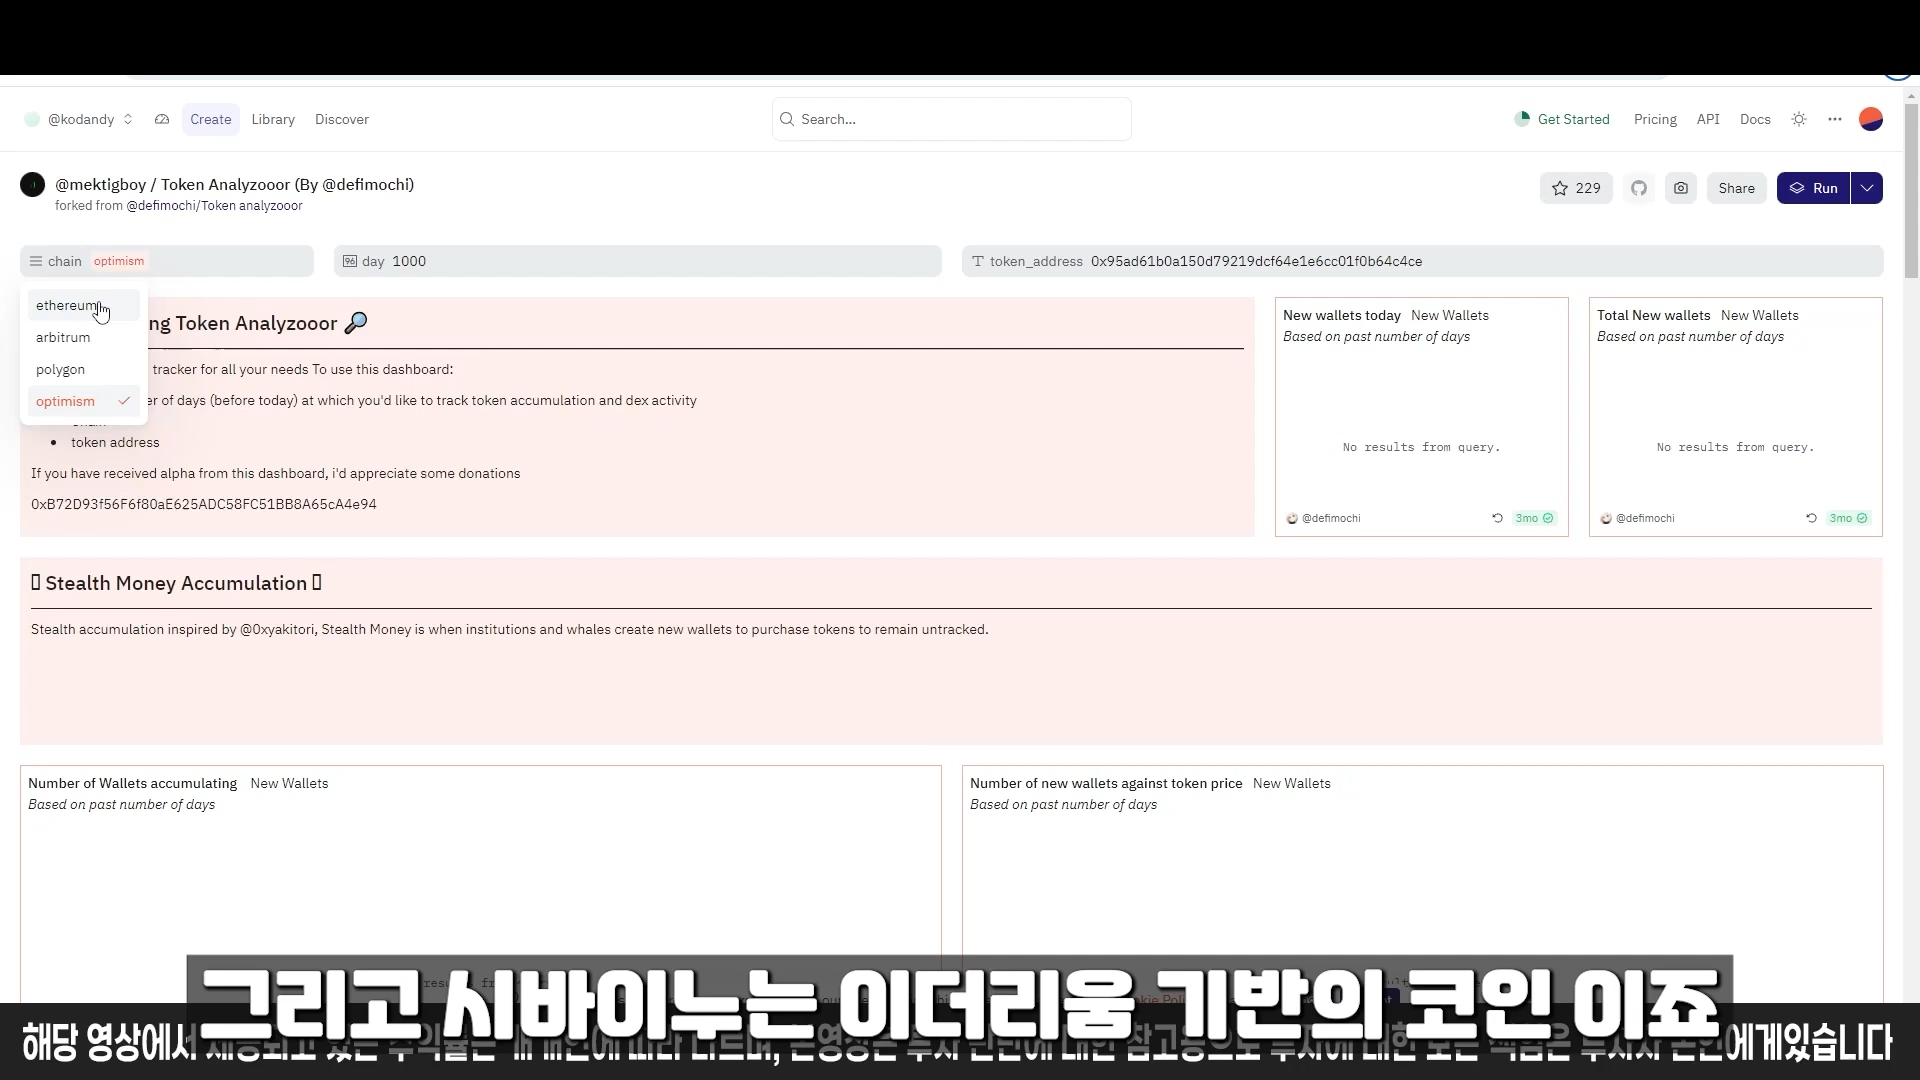 @kodandy
Create
Library
Discover
Search...
Get Started
Pricing
API
Docs
@mektigboy / Token Analyzooor (By @defimochi)
forked from @defimochi/Token analyzooor
229
Share
Run
chain optimism
day 1000
token_address 0x95ad61b0a150d79219dcf64e1e6cc01f0b64c4ce
ethereum
arbitrum
polygon
optimism
ng Token Analyzooor
tracker for all your needs To use this dashboard:
er of days (before today) at which you'd like to track token accumulation and dex activity
token address
If you have received alpha from this dashboard, i'd appreciate some donations
0xB72D93f56F6f80aE625ADC58FC51BB8A65cA4e94
New wallets today New Wallets
Based on past number of days
No results from query.
@defimochi
3mo
Total New wallets New Wallets
Based on past number of days
No results from query.
@defimochi
3mo
Stealth Money Accumulation
Stealth accumulation inspired by @0xyakitori, Stealth Money is when institutions and whales create new wallets to purchase tokens to remain untracked.
Number of Wallets accumulating New Wallets
Based on past number of days
Number of new wallets against token price New Wallets
Based on past number of days
그리고 시바이누는 이더리움 기반의 코인 이죠
해당 영상에서 에게있습니다